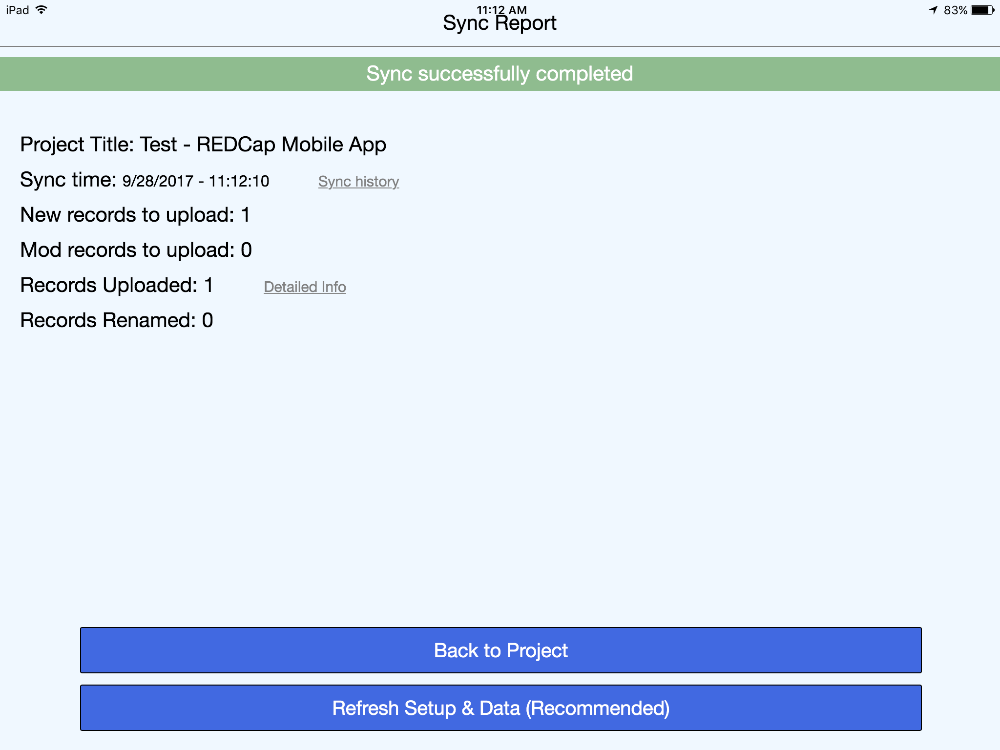 iPad 11:12 AM 83%
Sync Report
Sync successfully completed
Project Title: Test - REDCap Mobile App
Sync time: 9/28/2017 - 11:12:10 Sync history
New records to upload: 1
Mod records to upload: 0
Records Uploaded: 1 Detailed Info
Records Renamed: 0
Back to Project
Refresh Setup & Data (Recommended)